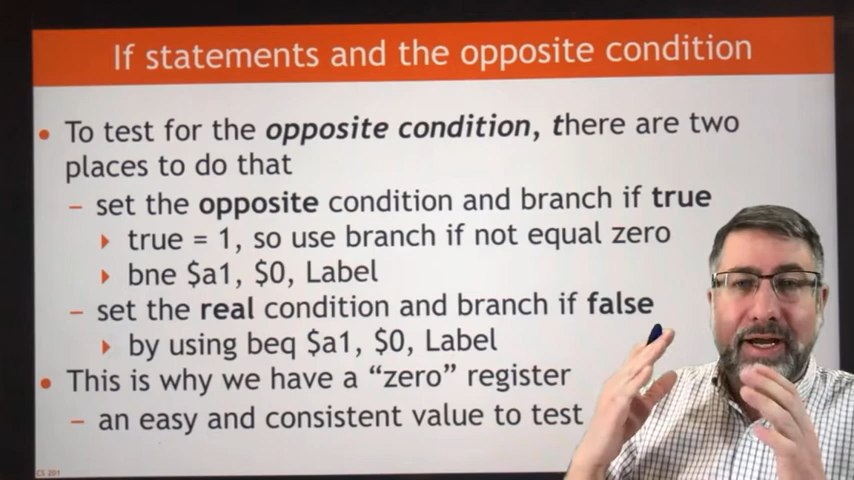 If statements and the opposite condition
• To test for the opposite condition, there are two
places to do that
– set the opposite condition and branch if true
true = 1, so use branch if not equal zero
bne $a1, $0, Label
– set the real condition and branch if false
by using beq $a1, $0, Label
• This is why we have a “zero” register
– an easy and consistent value to test
CS 201